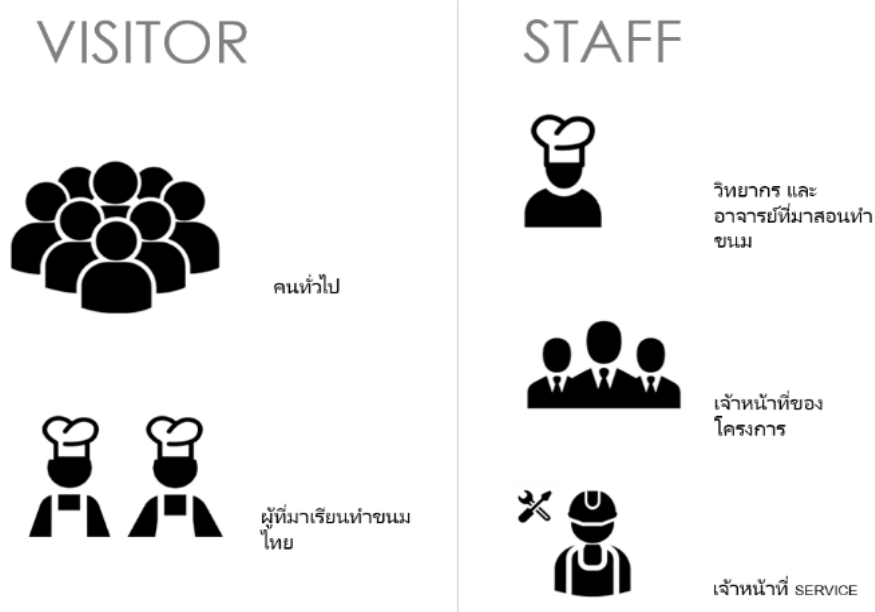 VISITOR
คนทั่วไป
ผู้ที่มาเรียนทำขนม
ไทย
STAFF
วิทยากร และ
อาจารย์ที่มาสอนทำ
ขนม
เจ้าหน้าที่ของ
โครงการ
เจ้าหน้าที่ SERVICE